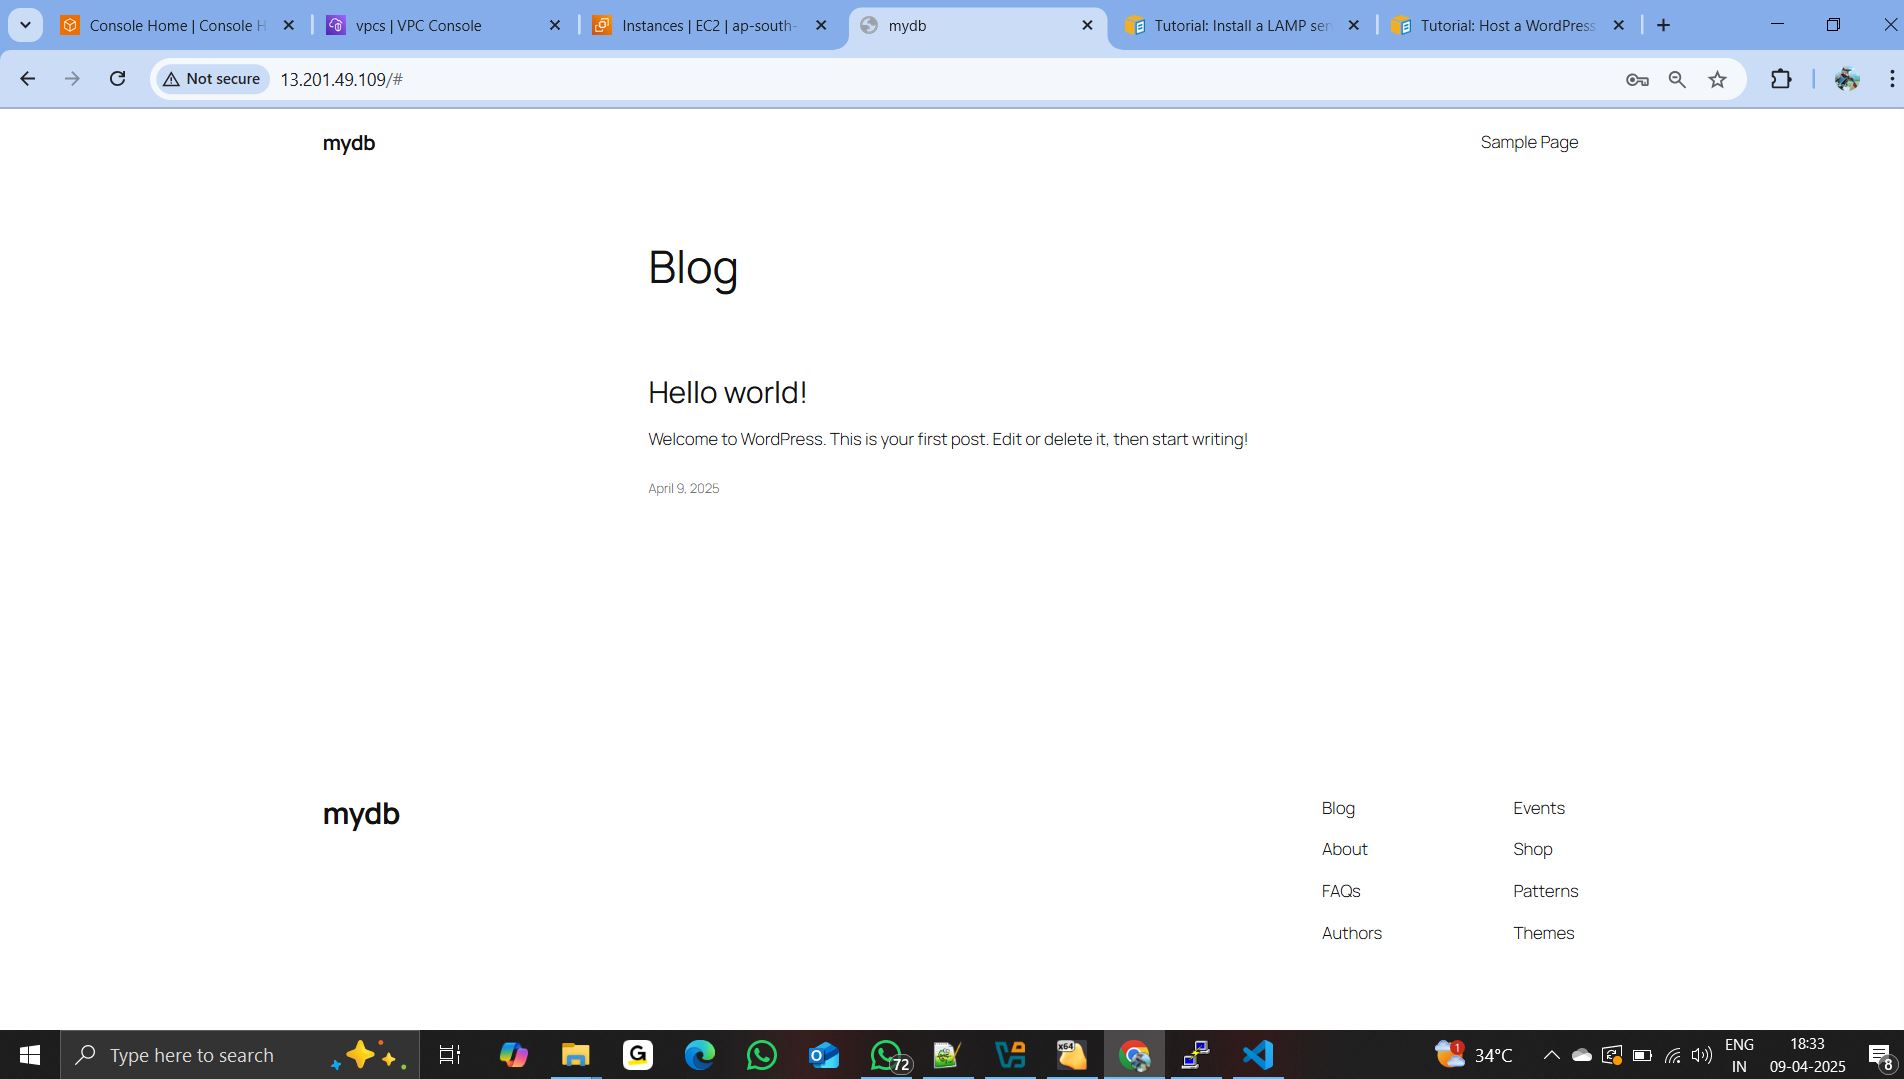 Console Home | Console H
vpcs | VPC Console
Instances | EC2 | ap-south-
mydb
Tutorial: Install a LAMP ser
Tutorial: Host a WordPress
Not secure
13.201.49.109/#
mydb
Sample Page
Blog
Hello world!
Welcome to WordPress. This is your first post. Edit or delete it, then start writing!
April 9, 2025
mydb
Blog
Events
About
Shop
FAQs
Patterns
Authors
Themes
Type here to search
G
72
x64
1
34°C
ENG
IN
18:33
09-04-2025
8